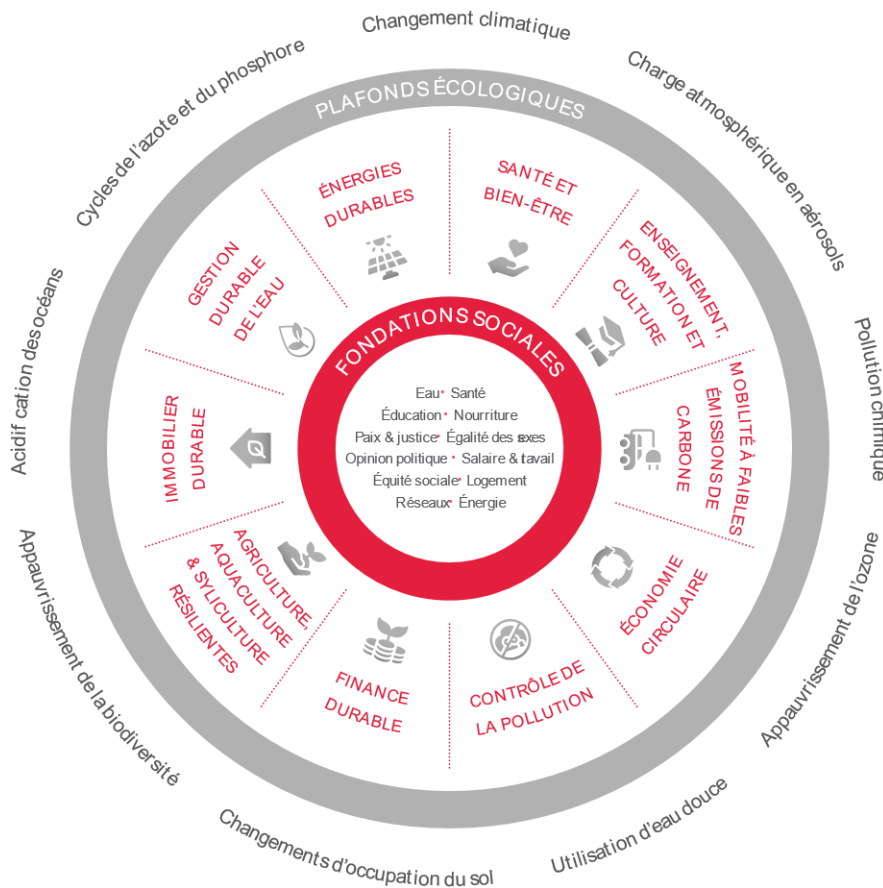 Changement climatique
Charge atmosphérique en aérosols
Pollution chimique
Appauvrissement de l'ozone
Utilisation d'eau douce
Changements d'occupation du sol
Appauvrissement de la biodiversité
Acidif cation des océans
Cycles de l'azote et du phosphore
PLAFONDS ÉCOLOGIQUES
SANTÉ ET
BIEN-ÊTRE
ENSEIGNEMENT,
FORMATION ET
CULTURE
MOBILITÉ À FAIBLES
ÉMISSIONS DE
CARBONE
ÉCONOMIE
CIRCULAIRE
CONTRÔLE DE
LA POLLUTION
FINANCE
DURABLE
AGRICULTURE,
AQUACULTURE
& SYLICULTURE
RÉSILIENTES
IMMOBILIER
DURABLE
GESTION
DURABLE
DE L'EAU
ÉNERGIES
DURABLES
FONDATIONS SOCIALES
Eau • Santé
Éducation • Nourriture
Paix & justice • Égalité des sexes
Opinion politique • Salaire & travail
Équité sociale • Logement
Réseaux • Énergie